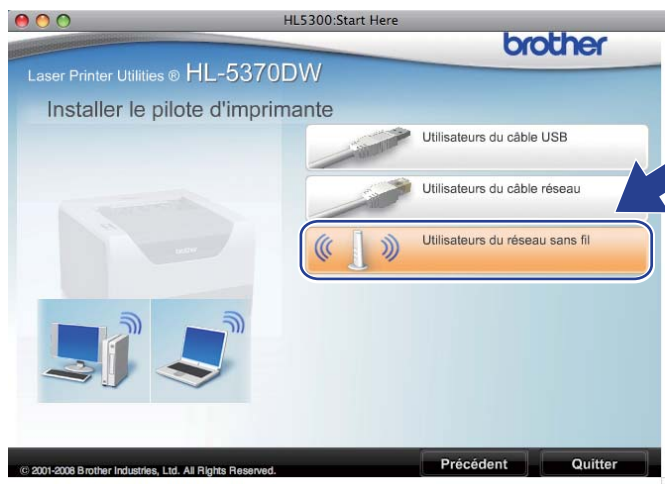 HL5300:Start Here
brother
Laser Printer Utilities ® HL-5370DW
Installer le pilote d'imprimante
Utilisateurs du câble USB
Utilisateurs du câble réseau
Utilisateurs du réseau sans fil
© 2001-2008 Brother Industries, Ltd. All Rights Reserved.
Précédent
Quitter